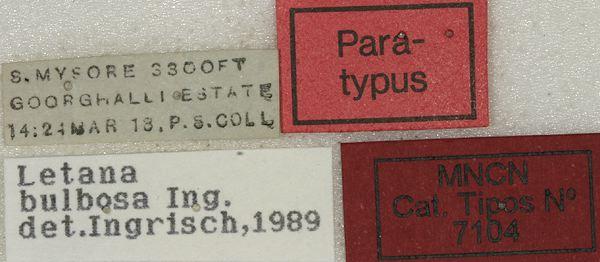 S. MYSORE 3300FT
GOORGHALLI ESTATE
14:24MAR 13, P.S.COLL
Para-
typus
Letana
bulbosa Ing.
det.Ingrisch,1989
MNCN
Cat. Tipos Nº
7104